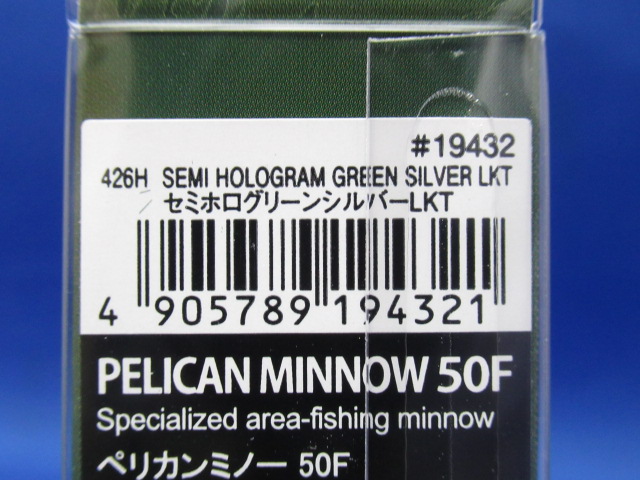 #19432
426H SEMI HOLOGRAM GREEN SILVER LKT
セミホログリーンシルバーLKT
4 905789 194321
PELICAN MINNOW 50F
Specialized area-fishing minnow
ペリカンミノー 50F